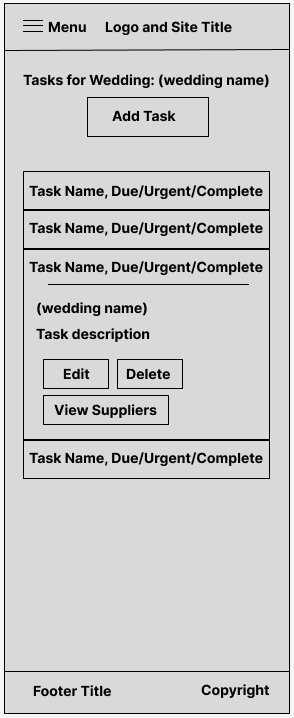 Menu Logo and Site Title
Tasks for Wedding: (wedding name)
Add Task
Task Name, Due/Urgent/Complete
Task Name, Due/Urgent/Complete
Task Name, Due/Urgent/Complete
(wedding name)
Task description
Edit Delete
View Suppliers
Task Name, Due/Urgent/Complete
Footer Title Copyright